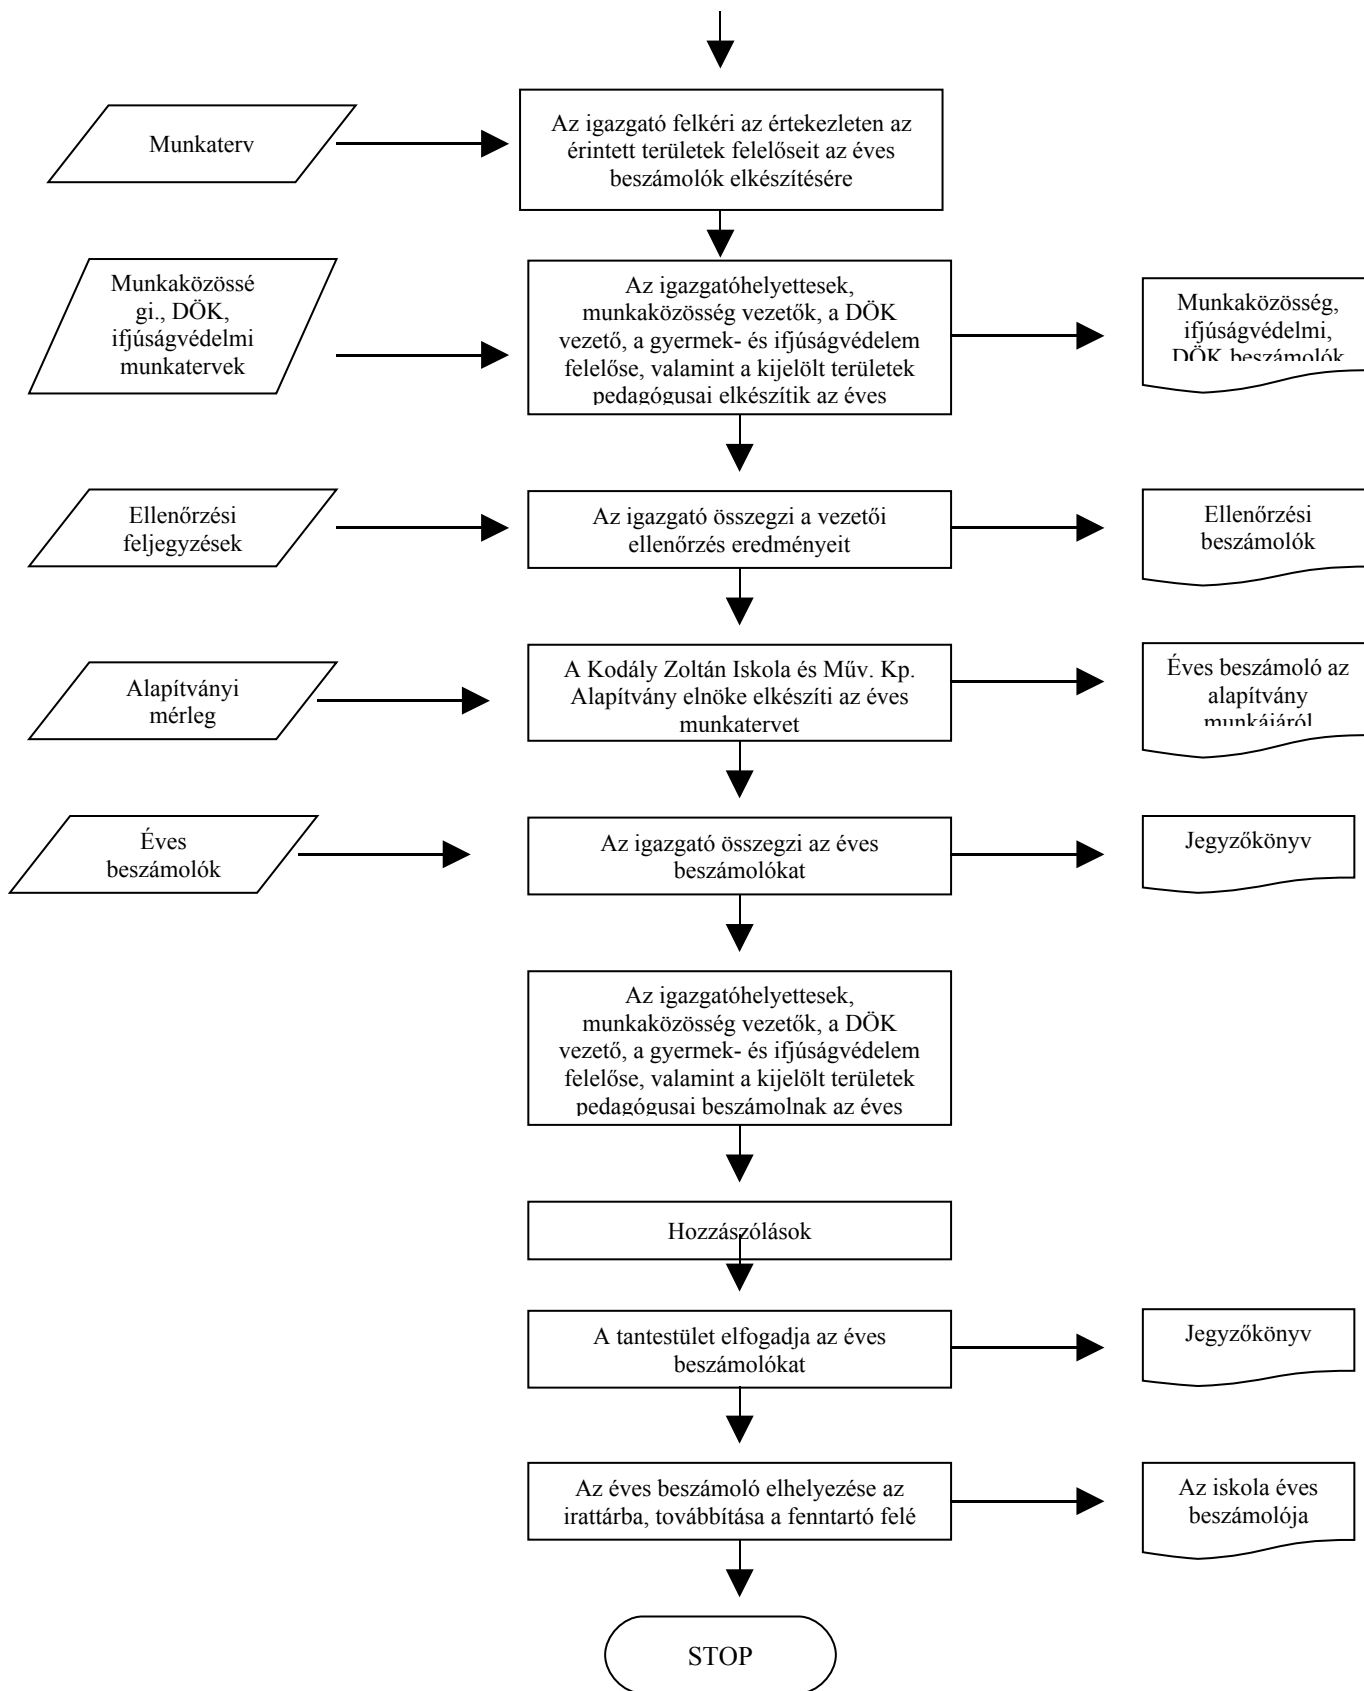 Munkaterv
Az igazgató felkéri az értekezleten az
érintett területek felelőseit az éves
beszámolók elkészítésére
Munkaközössé
gi., DÖK,
ifjúságvédelmi
munkatervek
Az igazgatóhelyettesek,
munkaközösség vezetők, a DÖK
vezető, a gyermek- és ifjúságvédelem
felelőse, valamint a kijelölt területek
pedagógusai elkészítik az éves
Munkaközösség,
ifjúságvédelmi,
DÖK beszámolók
Ellenőrzési
feljegyzések
Az igazgató összegzi a vezetői
ellenőrzés eredményeit
Ellenőrzési
beszámolók
Alapítványi
mérleg
A Kodály Zoltán Iskola és Műv. Kp.
Alapítvány elnöke elkészíti az éves
munkatervet
Éves beszámoló az
alapítvány
munkájáról
Éves
beszámolók
Az igazgató összegzi az éves
beszámolókat
Jegyzőkönyv
Az igazgatóhelyettesek,
munkaközösség vezetők, a DÖK
vezető, a gyermek- és ifjúságvédelem
felelőse, valamint a kijelölt területek
pedagógusai beszámolnak az éves
Hozzászólások
A tantestület elfogadja az éves
beszámolókat
Jegyzőkönyv
Az éves beszámoló elhelyezése az
irattárba, továbbítása a fenntartó felé
Az iskola éves
beszámolója
STOP